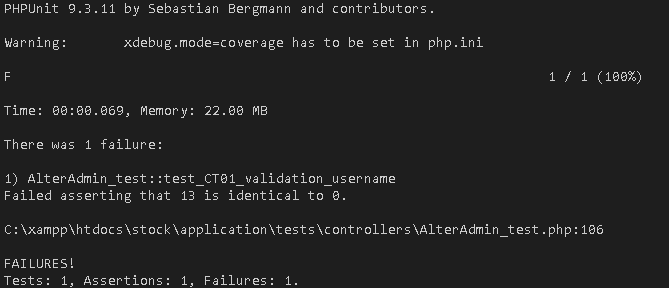 PHPUnit 9.3.11 by Sebastian Bergmann and contributors.
Warning:       xdebug.mode=coverage has to be set in php.ini
F                                                                   1 / 1 (100%)
Time: 00:00.069, Memory: 22.00 MB
There was 1 failure:
1) AlterAdmin_test::test_CT01_validation_username
Failed asserting that 13 is identical to 0.
C:\xampp\htdocs\stock\application\tests\controllers\AlterAdmin_test.php:106
FAILURES!
Tests: 1, Assertions: 1, Failures: 1.